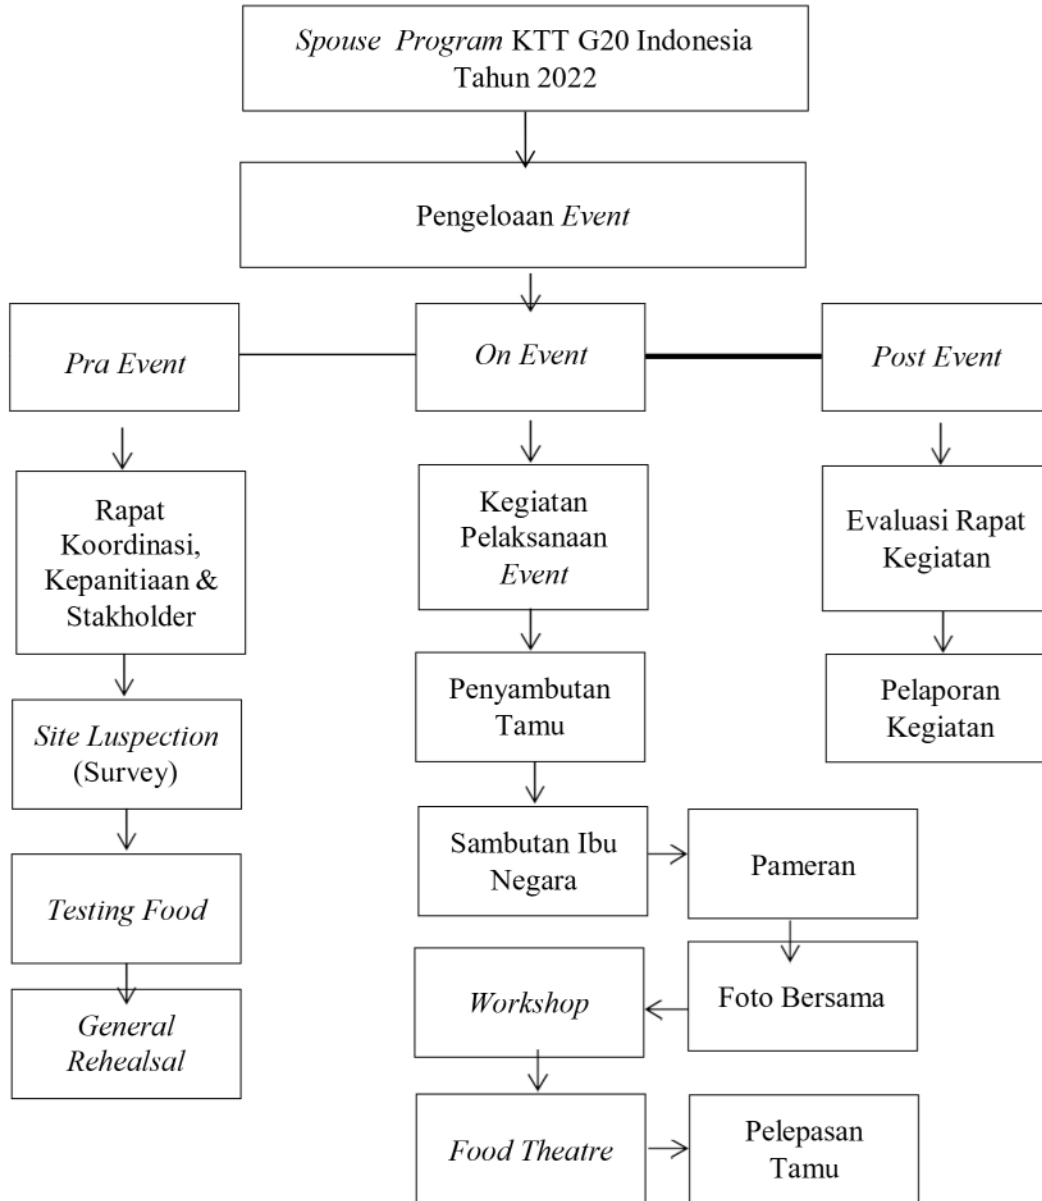 Spouse Program KTT G20 Indonesia
Tahun 2022
Pengeloaan Event
Pra Event
On Event
Post Event
Rapat
Koordinasi,
Kepanitiaan &
Stakholder
Kegiatan
Pelaksanaan
Event
Evaluasi Rapat
Kegiatan
Penyambutan
Tamu
Pelaporan
Kegiatan
Site Luspection
(Survey)
Sambutan Ibu
Negara
Pameran
Testing Food
Workshop
Foto Bersama
General
Rehealsal
Food Theatre
Pelepasan
Tamu